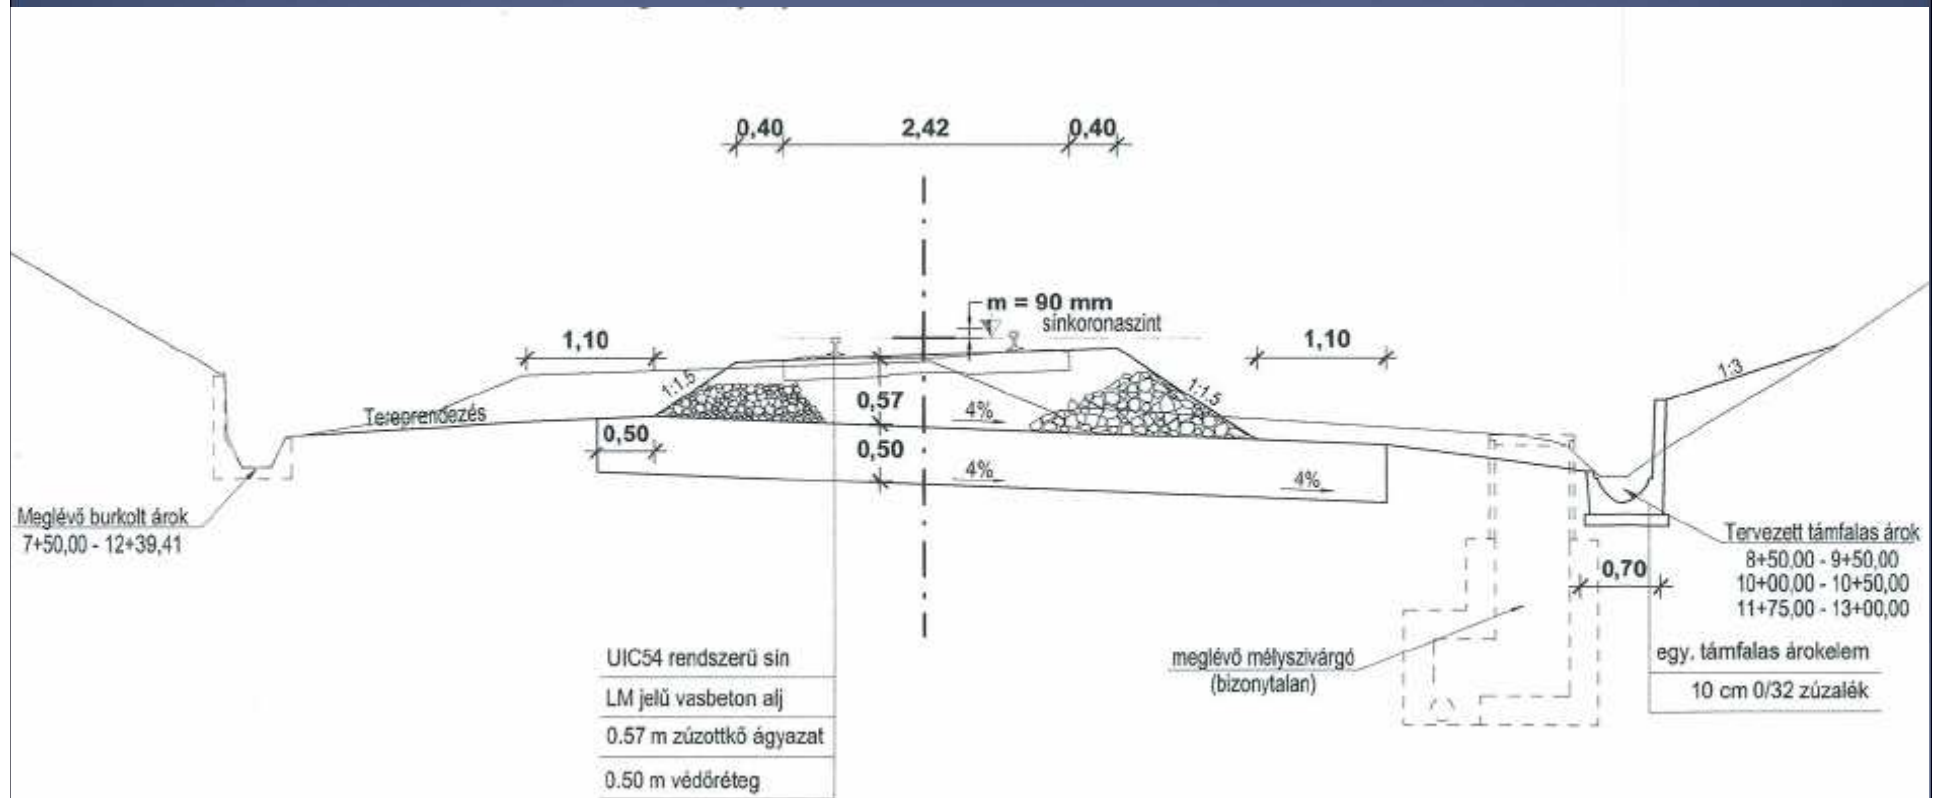 0,40 2,42 0,40
m = 90 mm
sínkoronaszint
1,10 1,10
1:1,5 1:1,5 1:3
0,57 4%
Tereprendezés
0,50 0,50
4% 4%
Meglévő burkolt árok
7+50,00 - 12+39,41
Tervezett támfalas árok
8+50,00 - 9+50,00
10+00,00 - 10+50,00
11+75,00 - 13+00,00
0,70
UIC54 rendszerű sín
LM jelű vasbeton alj
0.57 m zúzottkő ágyazat
0.50 m védőréteg
meglévő mélyszivárgó
(bizonytalan)
egy. támfalas árokelem
10 cm 0/32 zúzalék